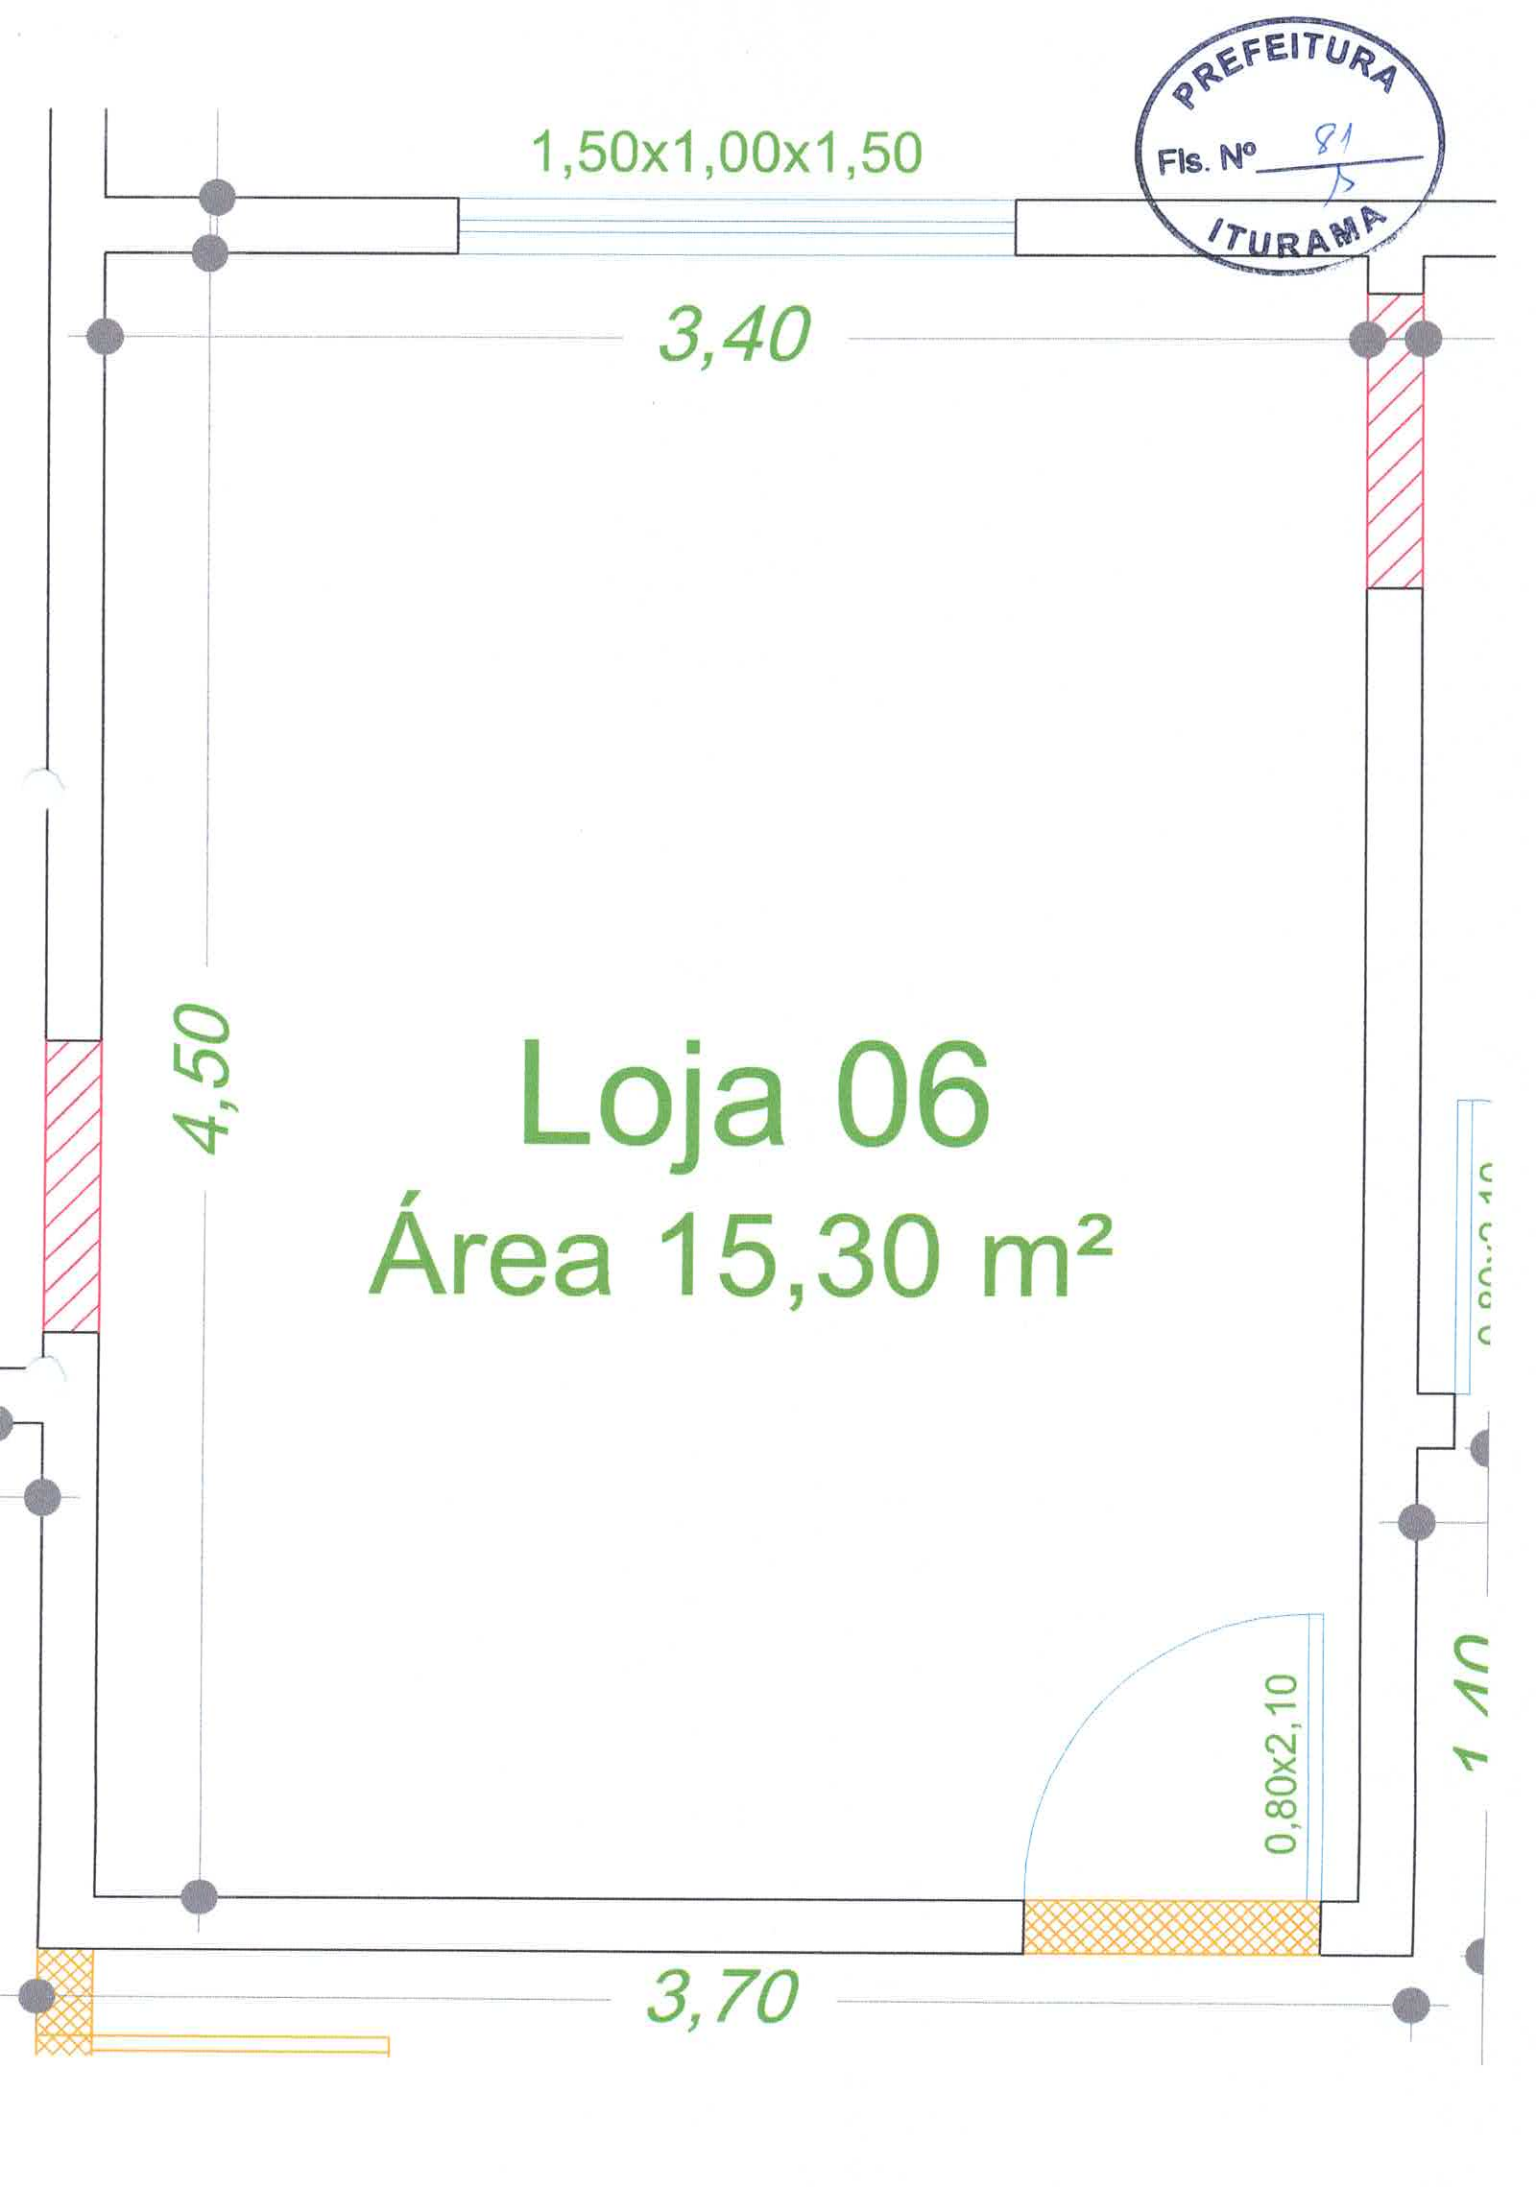 PREFEITURA
Fls. Nº 81
ITURAMA
1,50x1,00x1,50
3,40
4,50
Loja 06
Área 15,30 m²
0,80x2,10
3,70